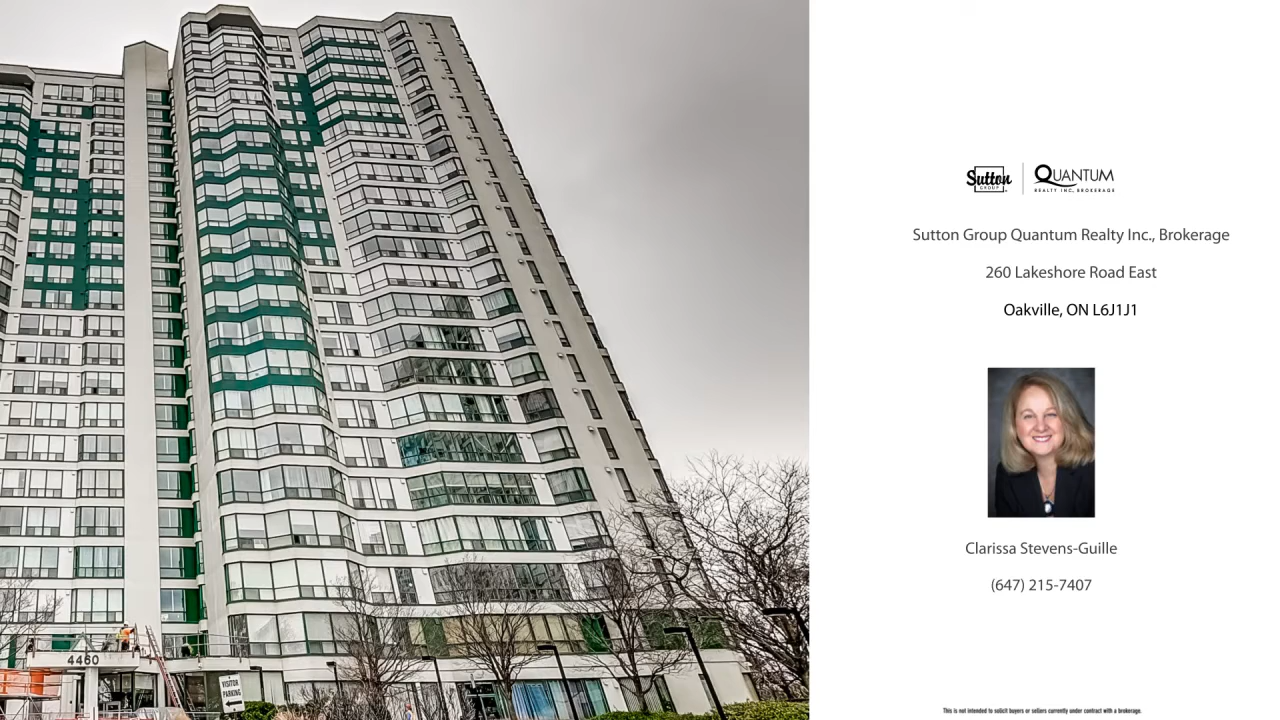 4460
VISITOR
PARKING
Sutton
GROUP
QUANTUM
REALTY INC, BROKERAGE
Sutton Group Quantum Realty Inc., Brokerage
260 Lakeshore Road East
Oakville, ON L6J1J1
Clarissa Stevens-Guille
(647) 215-7407
This is not intended to solicit buyers or sellers currently under contract with a brokerage.